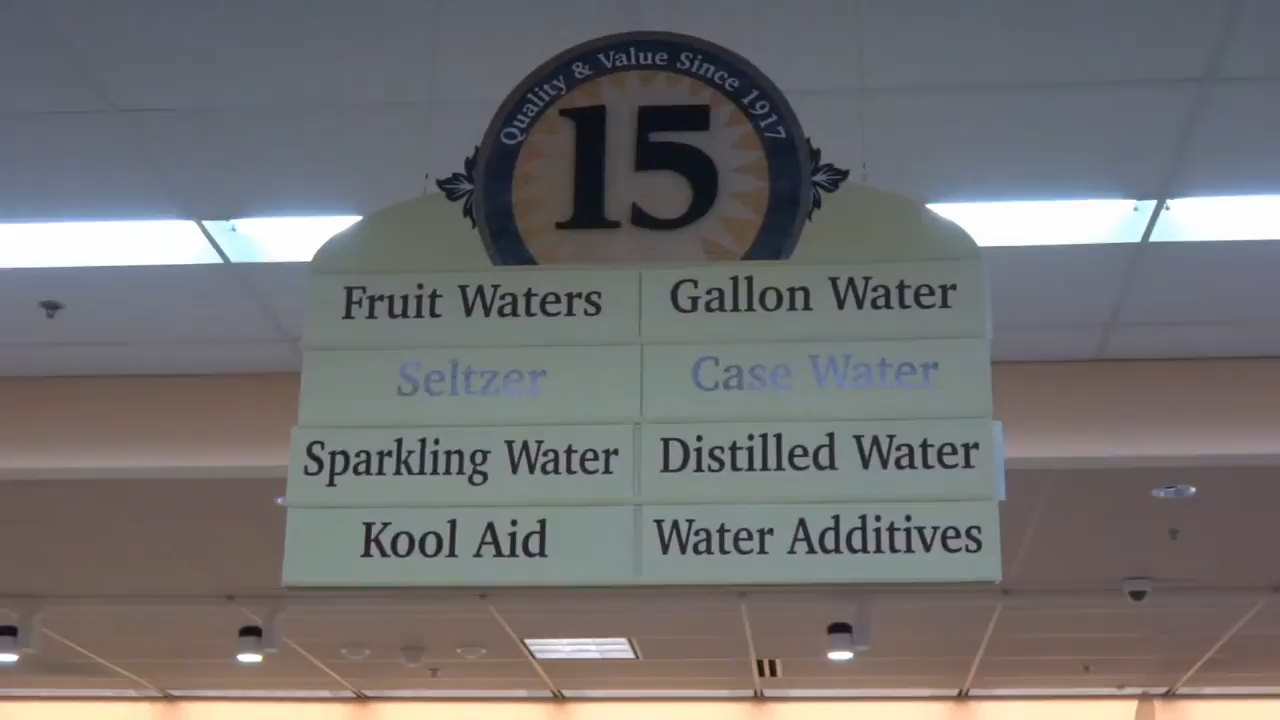 Quality & Value Since 1917
15
Fruit Waters
Gallon Water
Seltzer
Case Water
Sparkling Water
Distilled Water
Kool Aid
Water Additives